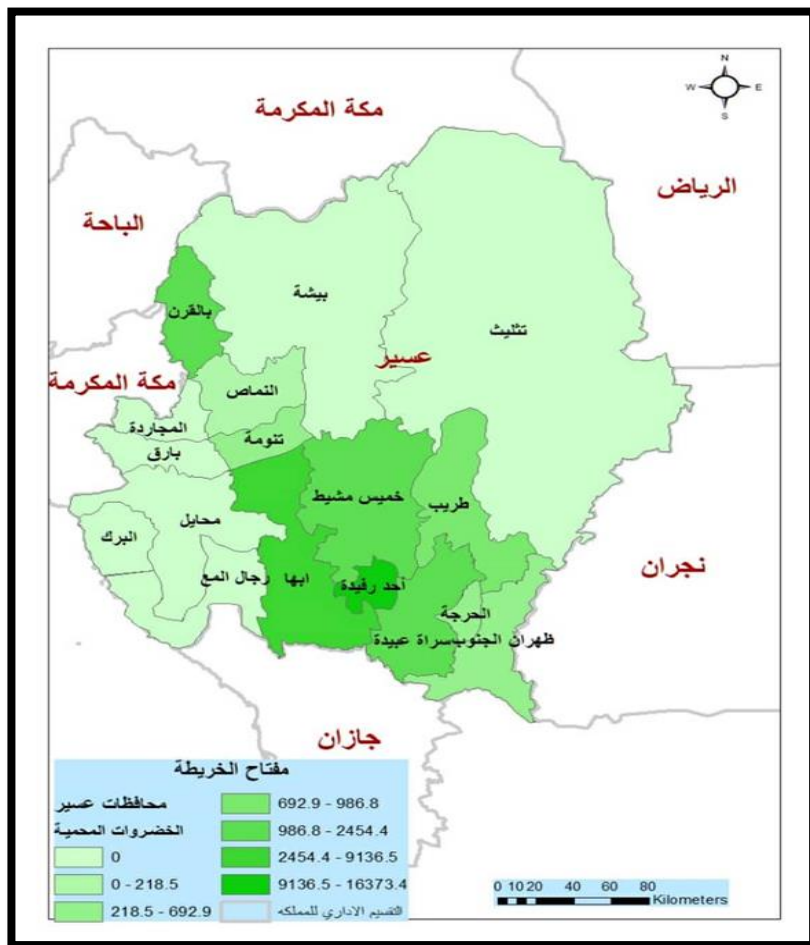 N
W E
S
مكة المكرمة
الرياض
الباحة
بيشة
بالقرن
تثليث
عسير
مكة المكرمة
النماص
المجاردة
تنومة
بارق
خميس مشيط
طريب
محايل
البرك
نجران
رجال المع
ابها
أحد رفيدة
الحرجة
ظهران الجنوب
سراة عبيدة
جازان
مفتاح الخريطة
محافظات عسير
الخضروات المحمية
0
0 - 218.5
218.5 - 692.9
692.9 - 986.8
986.8 - 2454.4
2454.4 - 9136.5
9136.5 - 16373.4
التقسيم الاداري للمملكه
0 10 20 40 60 80
Kilometers